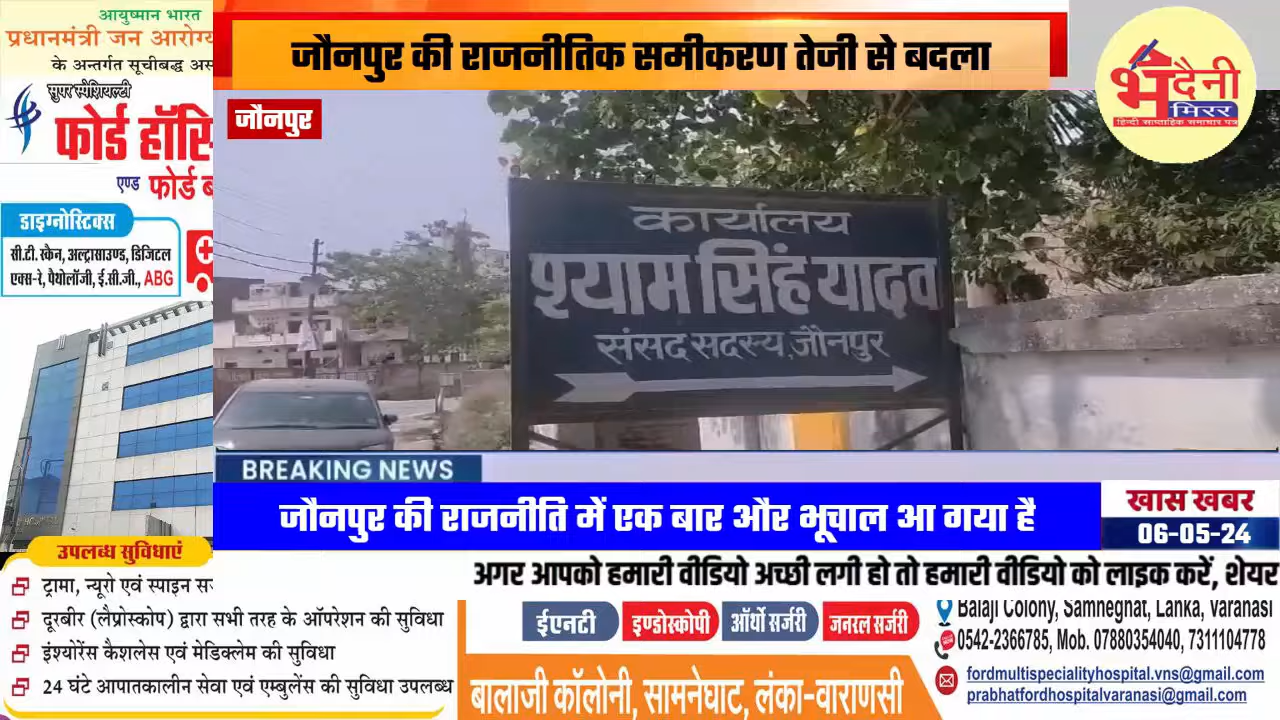 आयुष्मान भारत
प्रधानमंत्री जन आरोग्य
के अन्तर्गत सूचीबद्ध अस
सुपर स्पेशियल्टी
फोर्ड हॉस्पि
एण्ड फोर्ड ब
डाइग्नोस्टिक्स
सी.टी. स्कैन, अल्ट्रासाउण्ड, डिजिटल
एक्स-रे, पैथोलॉजी, ई.सी.जी., ABG
जौनपुर की राजनीतिक समीकरण तेजी से बदला
जौनपुर
भदैनी
मिरर
हिन्दी साप्ताहिक समाचार पत्र
कार्यालय
श्याम सिंह यादव
संसद सदस्य, जौनपुर
BREAKING NEWS
जौनपुर की राजनीति में एक बार और भूचाल आ गया है
खास खबर
06-05-24
अगर आपको हमारी वीडियो अच्छी लगी हो तो हमारी वीडियो को लाइक करें, शेयर
उपलब्ध सुविधाएं
ट्रामा, न्यूरो एवं स्पाइन सर
दूरबीर (लैप्रोस्कोप) द्वारा सभी तरह के ऑपरेशन की सुविधा
इंश्योरेंस कैशलेस एवं मेडिक्लेम की सुविधा
24 घंटे आपातकालीन सेवा एवं एम्बुलेंस की सुविधा उपलब्ध
ईएनटी
इण्डोस्कोपी
ऑर्थो सर्जरी
जनरल सर्जरी
बालाजी कॉलोनी, सामनेघाट, लंका-वाराणसी
Balaji Colony, Samneghat, Lanka, Varanasi
0542-2366785, Mob. 07880354040, 7311104778
fordmultispecialityhospital.vns@gmail.com
prabhatfordhospitalvaranasi@gmail.com